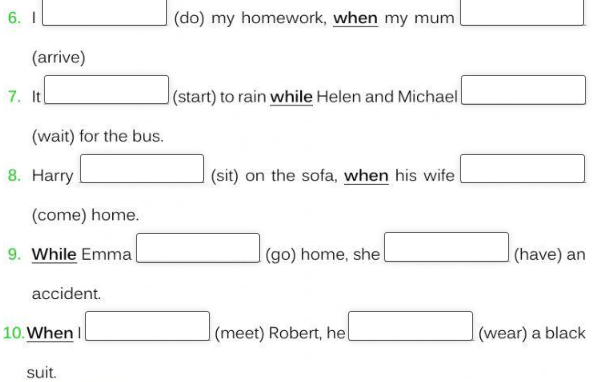 6. I (do) my homework, when my mum
(arrive)
7. It (start) to rain while Helen and Michael
(wait) for the bus.
8. Harry (sit) on the sofa, when his wife
(come) home.
9. While Emma (go) home, she (have) an
accident.
10. When I (meet) Robert, he (wear) a black
suit.